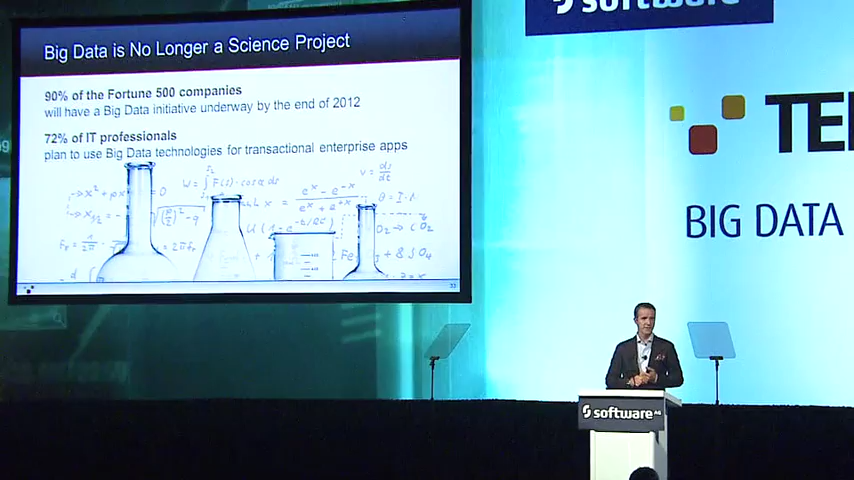 Big Data is No Longer a Science Project
90% of the Fortune 500 companies
will have a Big Data initiative underway by the end of 2012
72% of IT professionals
plan to use Big Data technologies for transactional enterprise apps
33
software
BIG DATA
software AG